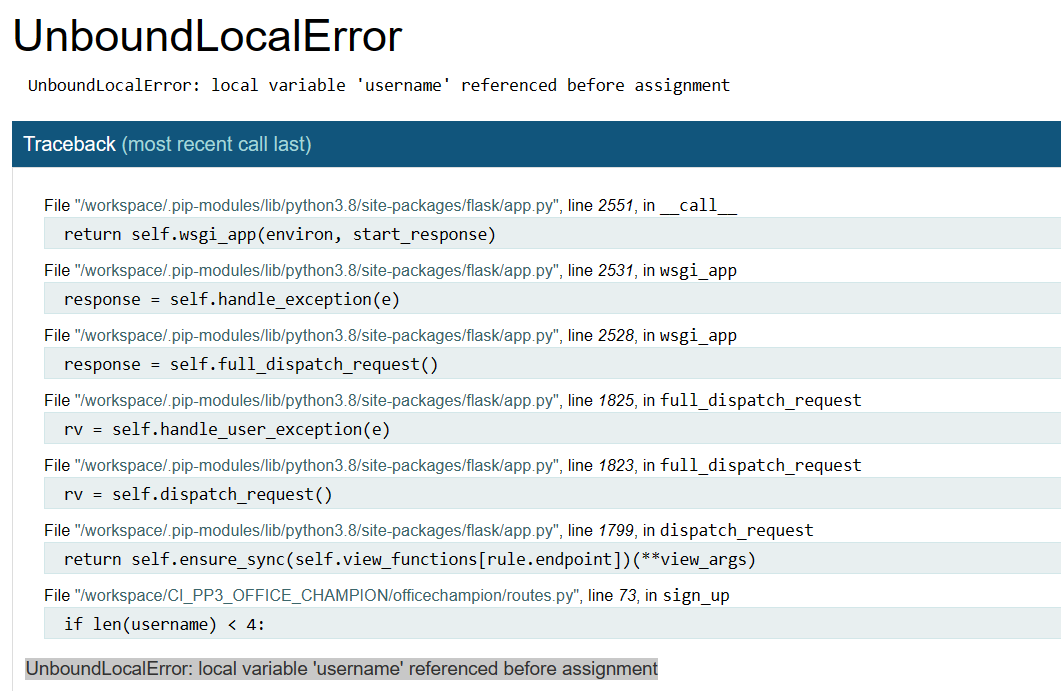 UnboundLocalError
UnboundLocalError: local variable 'username' referenced before assignment
Traceback (most recent call last)
File "/workspace/.pip-modules/lib/python3.8/site-packages/flask/app.py", line 2551, in __call__
return self.wsgi_app(environ, start_response)
File "/workspace/.pip-modules/lib/python3.8/site-packages/flask/app.py", line 2531, in wsgi_app
response = self.handle_exception(e)
File "/workspace/.pip-modules/lib/python3.8/site-packages/flask/app.py", line 2528, in wsgi_app
response = self.full_dispatch_request()
File "/workspace/.pip-modules/lib/python3.8/site-packages/flask/app.py", line 1825, in full_dispatch_request
rv = self.handle_user_exception(e)
File "/workspace/.pip-modules/lib/python3.8/site-packages/flask/app.py", line 1823, in full_dispatch_request
rv = self.dispatch_request()
File "/workspace/.pip-modules/lib/python3.8/site-packages/flask/app.py", line 1799, in dispatch_request
return self.ensure_sync(self.view_functions[rule.endpoint])(**view_args)
File "/workspace/CI_PP3_OFFICE_CHAMPION/officechampion/routes.py", line 73, in sign_up
if len(username) < 4:
UnboundLocalError: local variable 'username' referenced before assignment